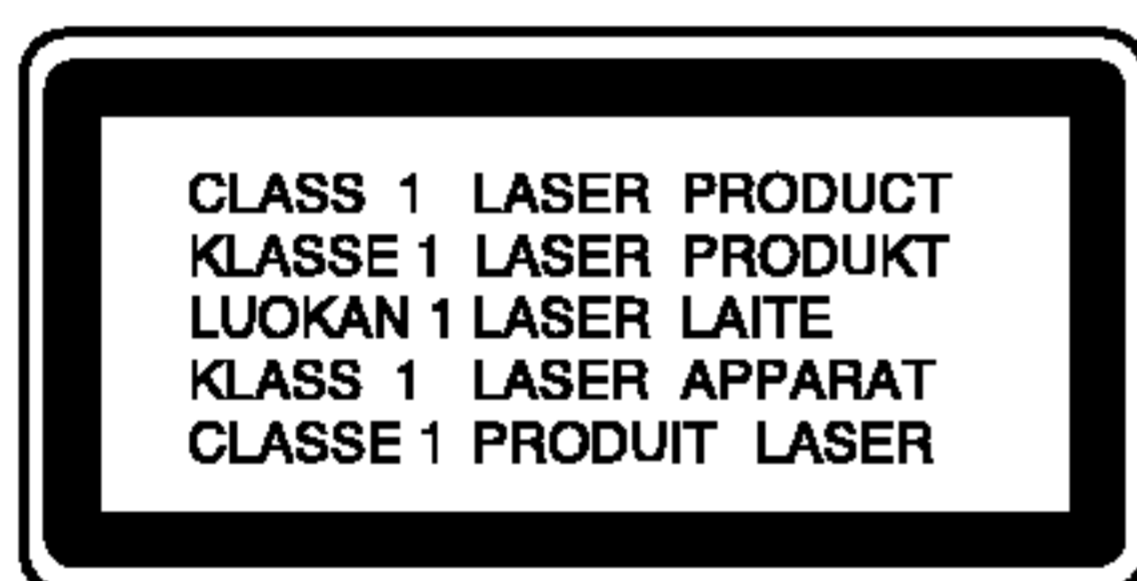 CLASS 1 LASER PRODUCT
KLASSE 1 LASER PRODUKT
LUOKAN 1 LASER LAITE
KLASS 1 LASER APPARAT
CLASSE 1 PRODUIT LASER